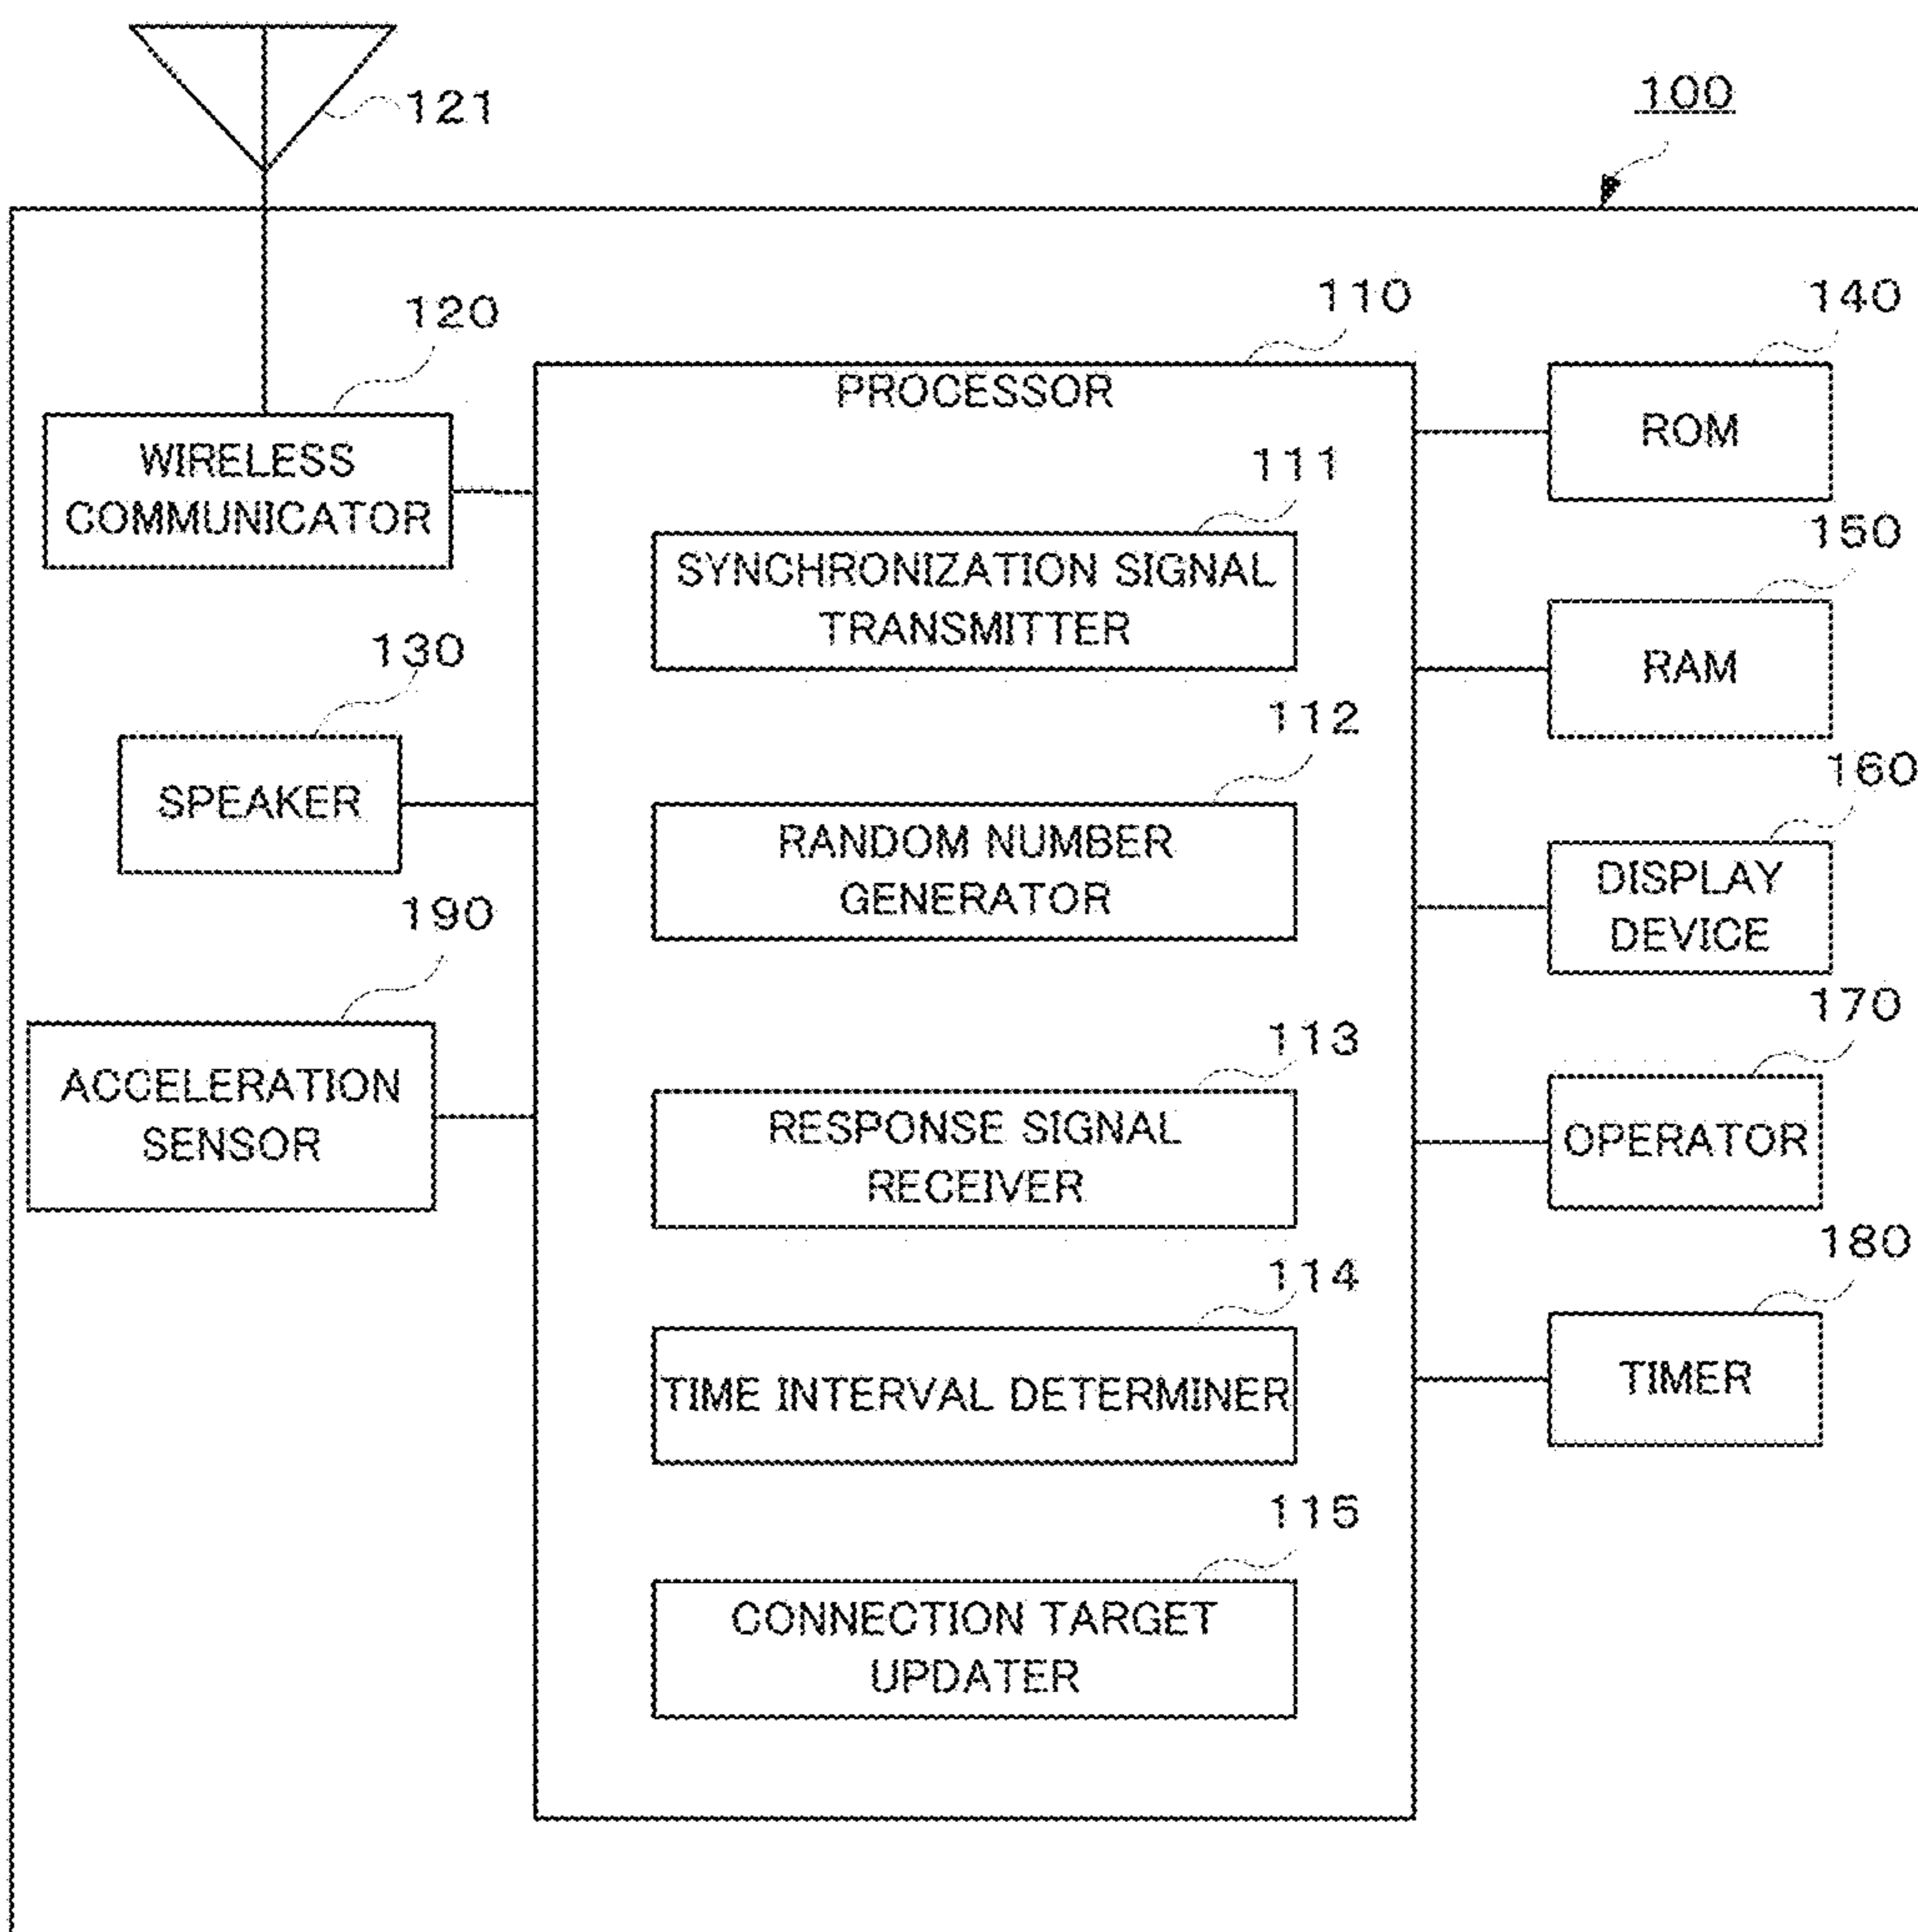 121
100
110
140
120
PROCESSOR
ROM
WIRELESS
COMMUNICATOR
111
150
SYNCHRONIZATION SIGNAL
TRANSMITTER
130
RAM
112
160
SPEAKER
RANDOM NUMBER
GENERATOR
DISPLAY
DEVICE
190
170
113
ACCELERATION
SENSOR
RESPONSE SIGNAL
RECEIVER
OPERATOR
114
180
TIME INTERVAL DETERMINER
TIMER
115
CONNECTION TARGET
UPDATER